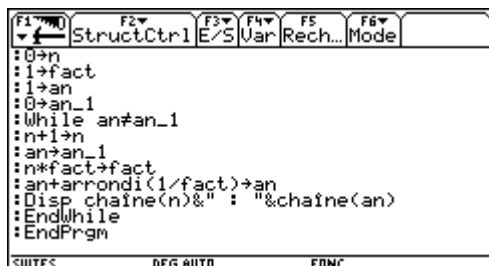 F1 F2 StructCtrl F3 E/S F4 Var F5 Rech… F6 Mode
:0→n
:1→fact
:1→an
:0→an_1
:While an≠an_1
:n+1→n
:an→an_1
:n*fact→fact
:an+arrondi(1/fact)→an
:Disp chaîne(n)&" : "&chaîne(an)
:EndWhile
:EndPrgm
SUITES DEG AUTO FONC